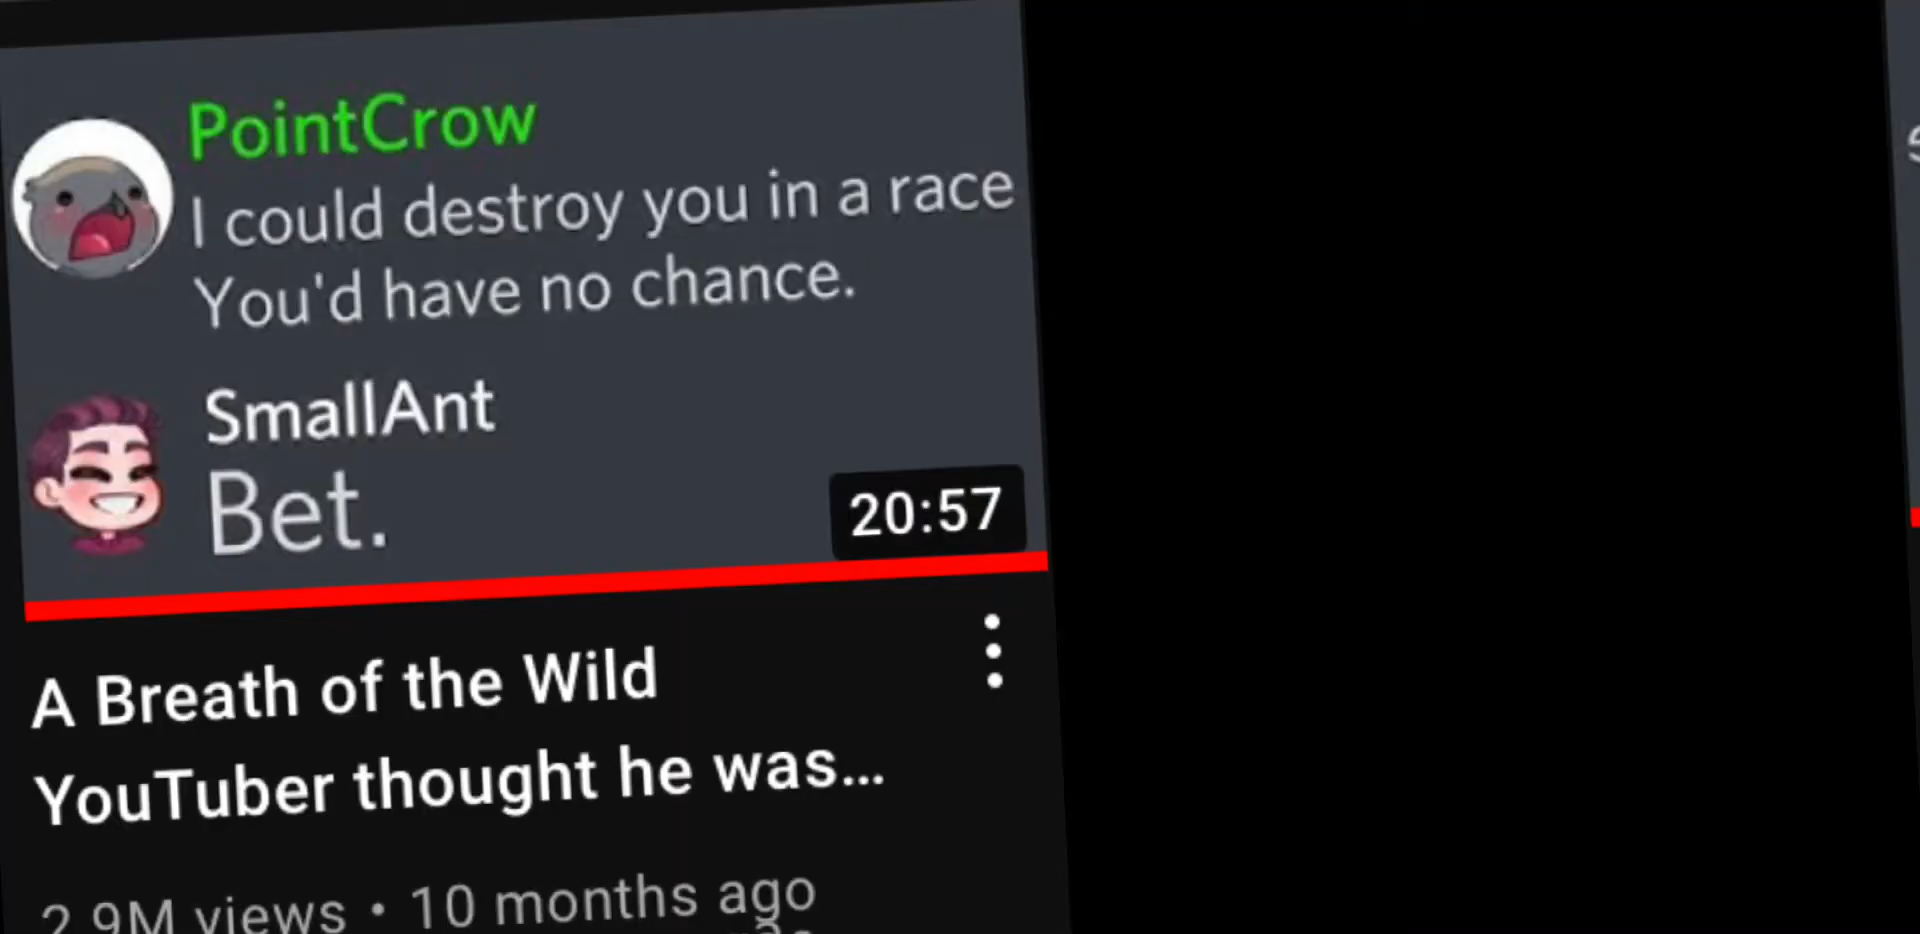 PointCrow
I could destroy you in a race
You'd have no chance.
SmallAnt
Bet.
20:57
A Breath of the Wild
YouTuber thought he was...
2.9M views • 10 months ago